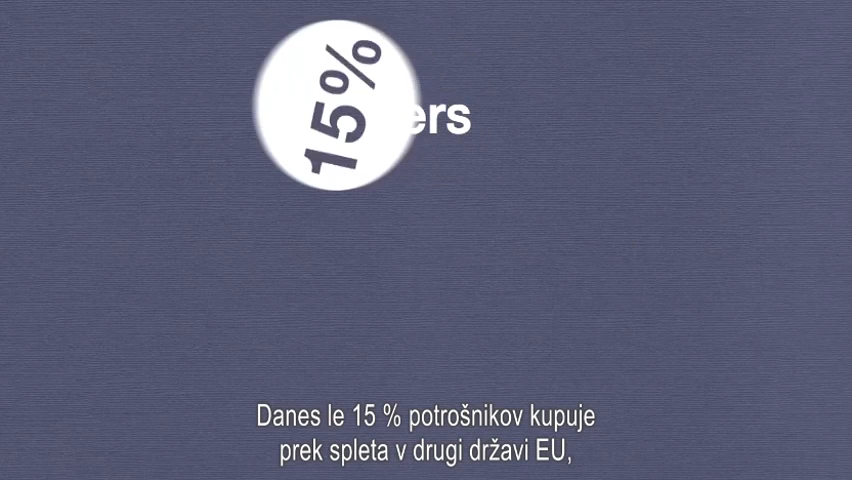 15%
ers
Danes le 15 % potrošnikov kupuje
prek spleta v drugi državi EU,